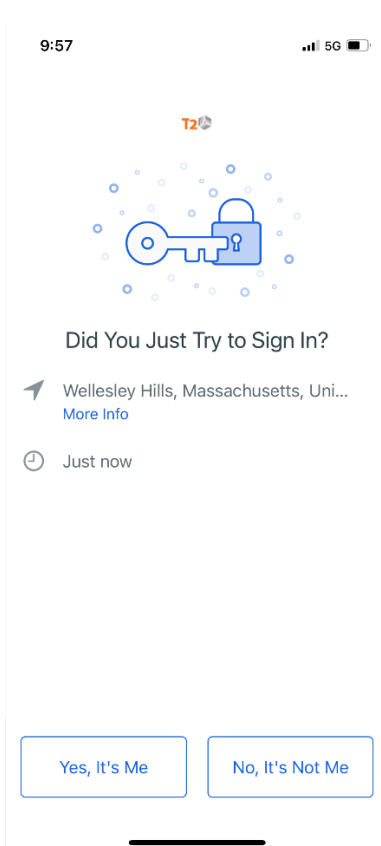 9:57
5G
T2
Did You Just Try to Sign In?
Wellesley Hills, Massachusetts, Uni...
More Info
Just now
Yes, It's Me
No, It's Not Me